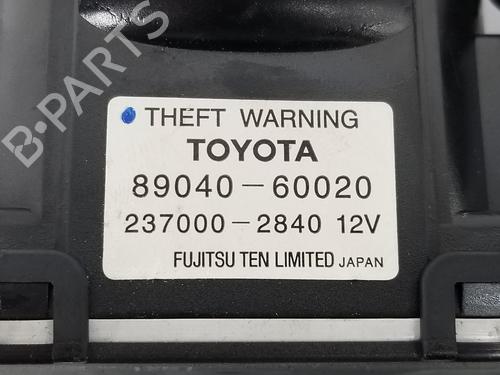 B-PARTS
THEFT WARNING
TOYOTA
89040-60020
237000-2840 12V
FUJITSU TEN LIMITED JAPAN